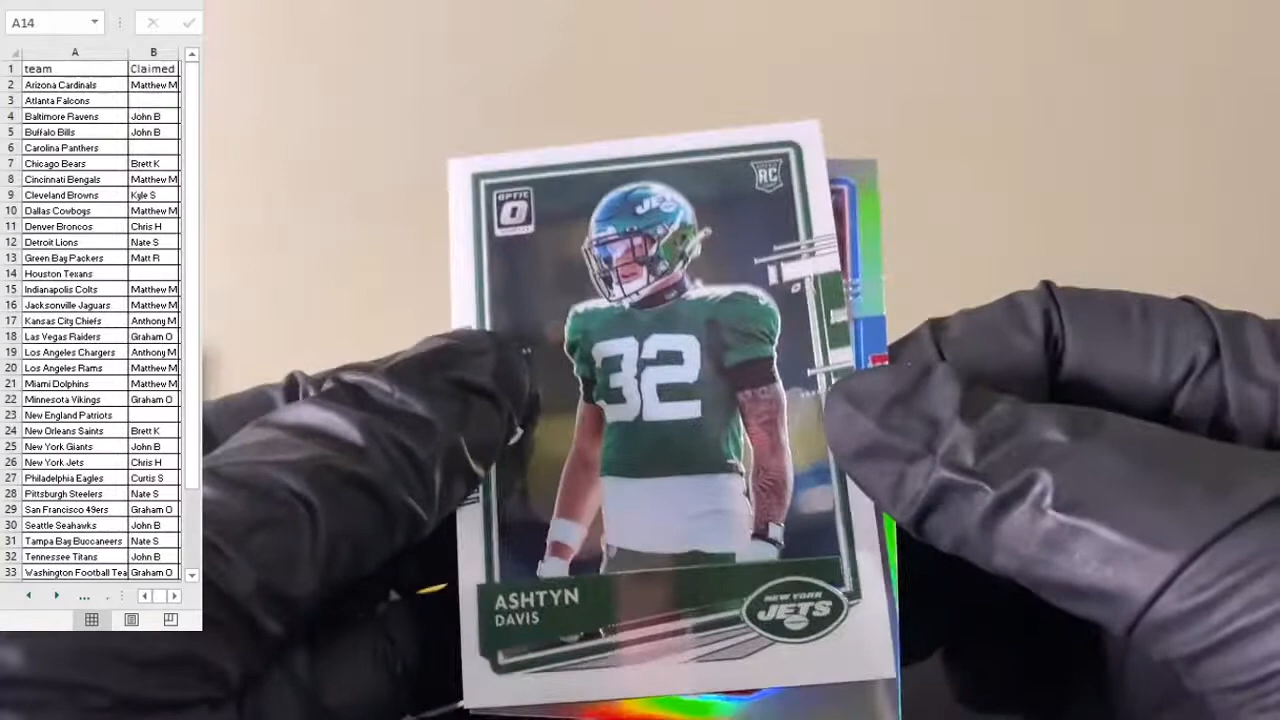 A14
A B
1 team Claimed
2 Arizona Cardinals Matthew M
3 Atlanta Falcons
4 Baltimore Ravens John B
5 Buffalo Bills John B
6 Carolina Panthers
7 Chicago Bears Brett K
8 Cincinnati Bengals Matthew M
9 Cleveland Browns Kyle S
10 Dallas Cowboys Matthew M
11 Denver Broncos Chris H
12 Detroit Lions Nate S
13 Green Bay Packers Matt R
14 Houston Texans
15 Indianapolis Colts Matthew M
16 Jacksonville Jaguars Matthew M
17 Kansas City Chiefs Anthony M
18 Las Vegas Raiders Graham O
19 Los Angeles Chargers Anthony M
20 Los Angeles Rams Matthew M
21 Miami Dolphins Matthew M
22 Minnesota Vikings Graham O
23 New England Patriots
24 New Orleans Saints Brett K
25 New York Giants John B
26 New York Jets Chris H
27 Philadelphia Eagles Curtis S
28 Pittsburgh Steelers Nate S
29 San Francisco 49ers Graham O
30 Seattle Seahawks John B
31 Tampa Bay Buccaneers Nate S
32 Tennessee Titans John B
33 Washington Football Tea Graham O
...
OPTIC
O
RC
JETS
32
ASHTYN
DAVIS
NEW YORK
JETS